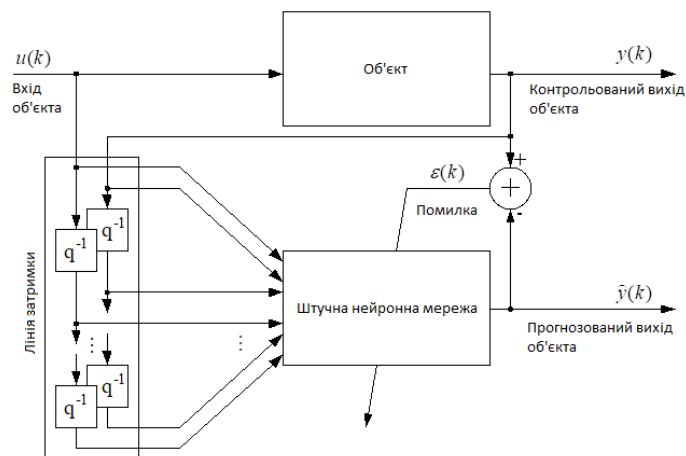 u(k)
Вхід
об'єкта
Об'єкт
y(k)
Контрольований вихід
об'єкта
+
ε(k)
+
Помилка
-
q⁻¹
q⁻¹
Лінія затримки
Штучна нейронна мережа
ŷ(k)
Прогнозований вихід
об'єкта
⋮
⋮
q⁻¹
q⁻¹